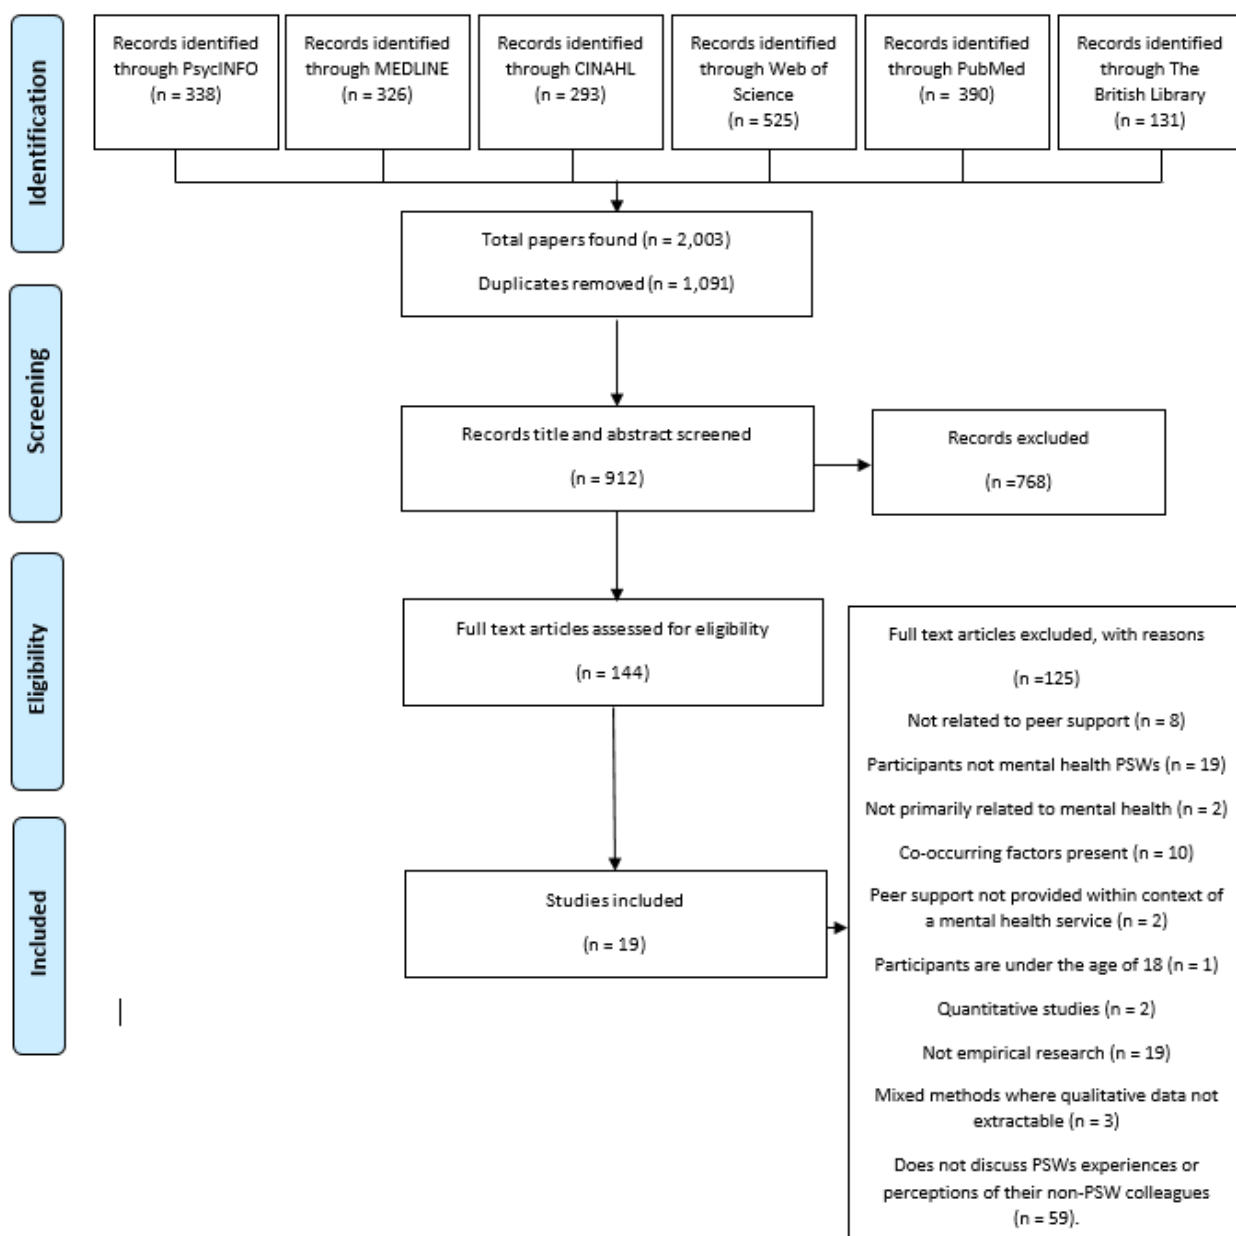 Identification
Records identified
through PsycINFO
(n = 338)
Records identified
through MEDLINE
(n = 326)
Records identified
through CINAHL
(n = 293)
Records identified
through Web of
Science
(n = 525)
Records identified
through PubMed
(n = 390)
Records identified
through The
British Library
(n = 131)
Total papers found (n = 2,003)
Duplicates removed (n = 1,091)
Screening
Records title and abstract screened
(n = 912)
Records excluded
(n =768)
Eligibility
Full text articles assessed for eligibility
(n = 144)
Full text articles excluded, with reasons
(n =125)
Not related to peer support (n = 8)
Participants not mental health PSWs (n = 19)
Not primarily related to mental health (n = 2)
Co-occurring factors present (n = 10)
Peer support not provided within context of
a mental health service (n = 2)
Participants are under the age of 18 (n = 1)
Quantitative studies (n = 2)
Not empirical research (n = 19)
Mixed methods where qualitative data not
extractable (n = 3)
Does not discuss PSWs experiences or
perceptions of their non-PSW colleagues
(n = 59).
Included
Studies included
(n = 19)